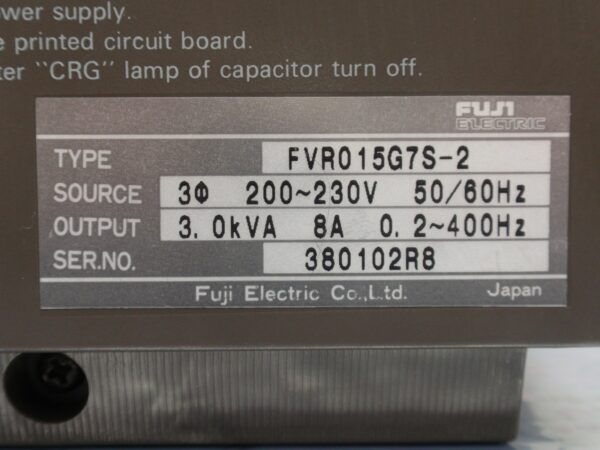 ower supply.
e printed circuit board.
ter "CRG" lamp of capacitor turn off.
FUJI
ELECTRIC
TYPE FVR015G7S-2
SOURCE 3Φ 200~230V 50/60Hz
OUTPUT 3.0kVA 8A 0.2~400Hz
SER.NO. 380102R8
Fuji Electric Co.,Ltd. Japan